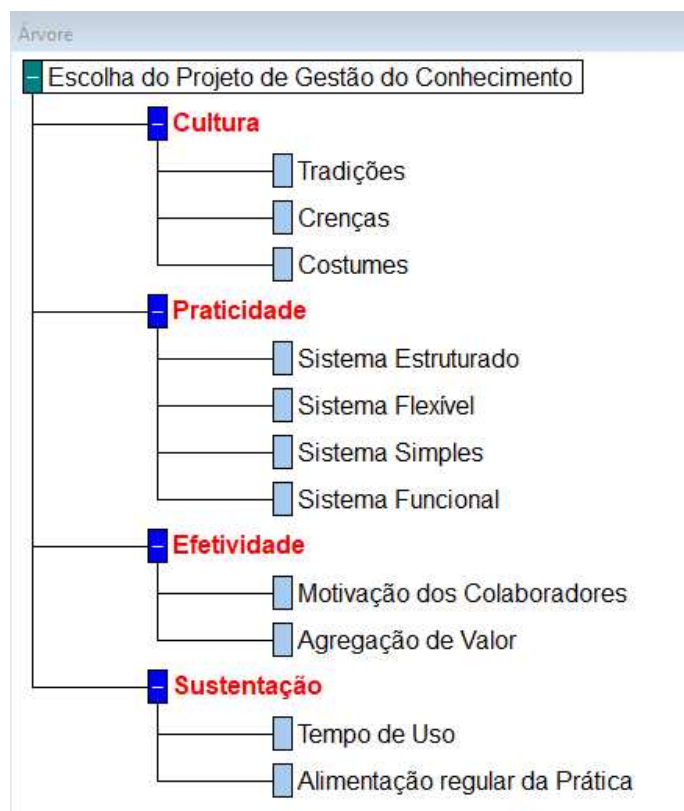 Árvore
Escolha do Projeto de Gestão do Conhecimento
Cultura
Tradições
Crenças
Costumes
Praticidade
Sistema Estruturado
Sistema Flexível
Sistema Simples
Sistema Funcional
Efetividade
Motivação dos Colaboradores
Agregação de Valor
Sustentação
Tempo de Uso
Alimentação regular da Prática